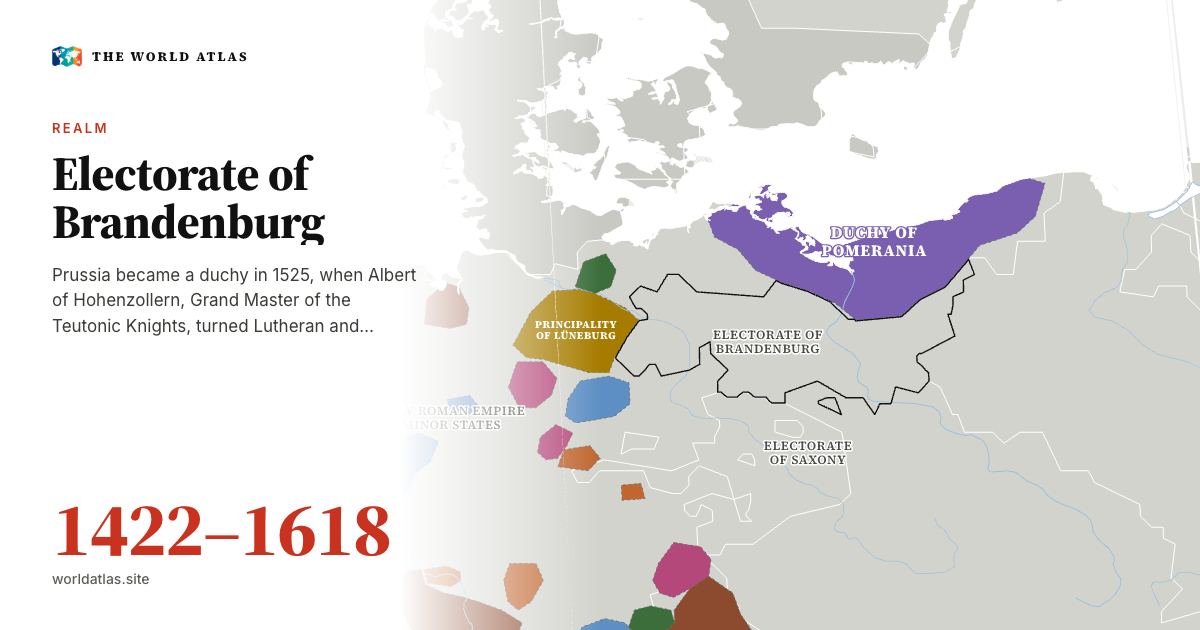 THE WORLD ATLAS
REALM
Electorate of
Brandenburg
Prussia became a duchy in 1525, when Albert
of Hohenzollern, Grand Master of the
Teutonic Knights, turned Lutheran and...
1422–1618
worldatlas.site
DUCHY OF
POMERANIA
PRINCIPALITY
OF LÜNEBURG
ELECTORATE OF
BRANDENBURG
ROMAN EMPIRE
STATES
ELECTORATE
OF SAXONY